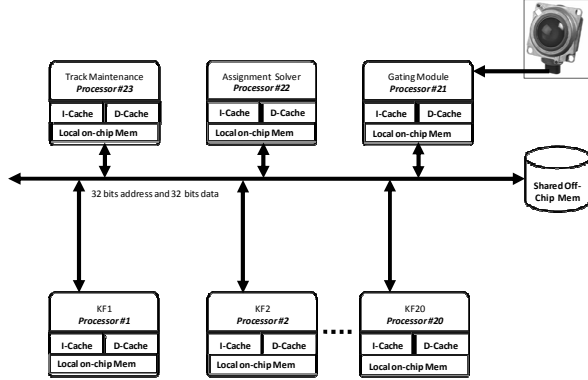 Track Maintenance
Processor #23
I-Cache
D-Cache
Local on-chip Mem
Assignment Solver
Processor #22
I-Cache
D-Cache
Local on-chip Mem
Gating Module
Processor #21
I-Cache
D-Cache
Local on-chip Mem
32 bits address and 32 bits data
Shared Off-
Chip Mem
KF1
Processor #1
I-Cache
D-Cache
Local on-chip Mem
KF2
Processor #2
I-Cache
D-Cache
Local on-chip Mem
....
KF20
Processor #20
I-Cache
D-Cache
Local on-chip Mem